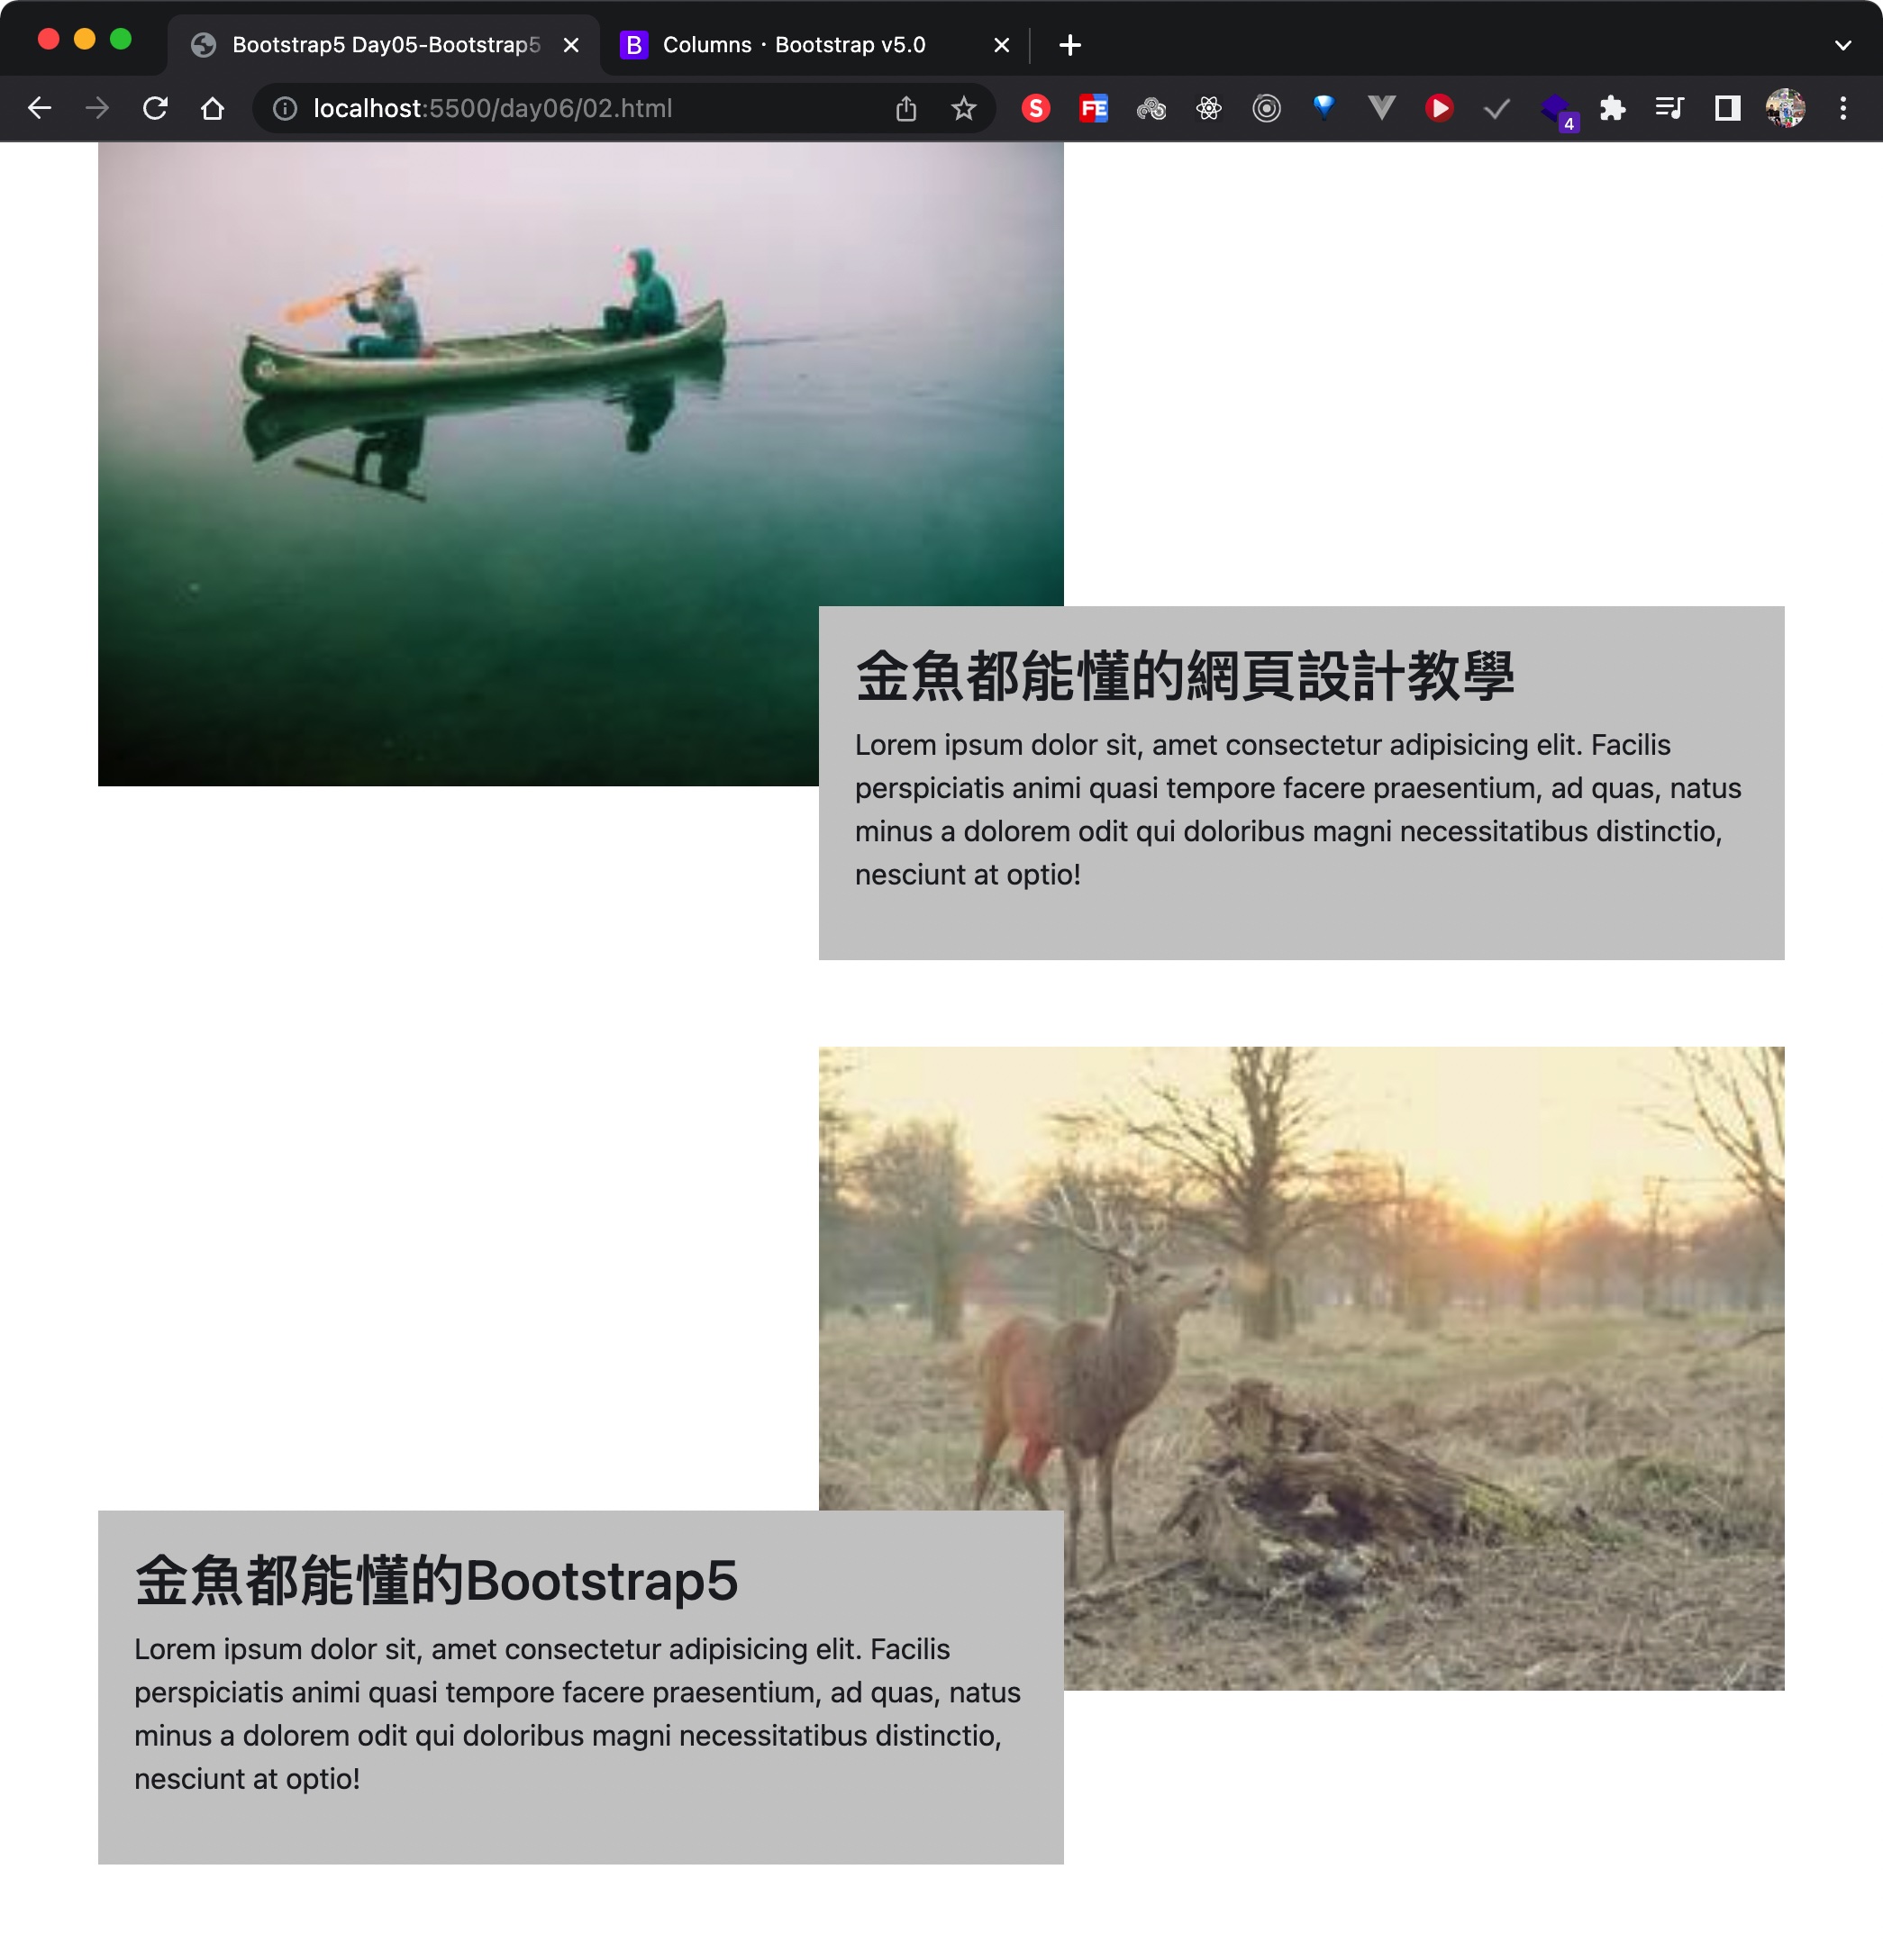 Bootstrap5 Day05-Bootstrap5
Columns · Bootstrap v5.0
localhost:5500/day06/02.html
S
FE
4
金魚都能懂的網頁設計教學
Lorem ipsum dolor sit, amet consectetur adipisicing elit. Facilis
perspiciatis animi quasi tempore facere praesentium, ad quas, natus
minus a dolorem odit qui doloribus magni necessitatibus distinctio,
nesciunt at optio!
金魚都能懂的Bootstrap5
Lorem ipsum dolor sit, amet consectetur adipisicing elit. Facilis
perspiciatis animi quasi tempore facere praesentium, ad quas, natus
minus a dolorem odit qui doloribus magni necessitatibus distinctio,
nesciunt at optio!